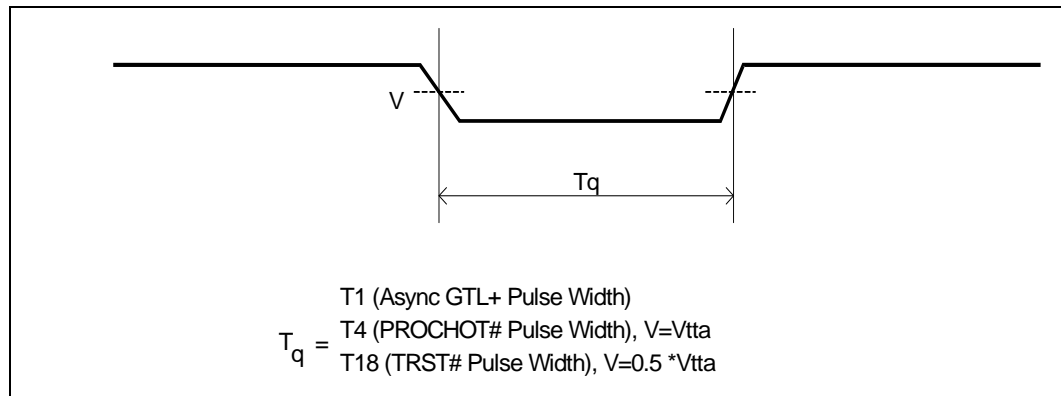 V
Tq
T1 (Async GTL+ Pulse Width)
Tq = T4 (PROCHOT# Pulse Width), V=Vtta
T18 (TRST# Pulse Width), V=0.5 *Vtta